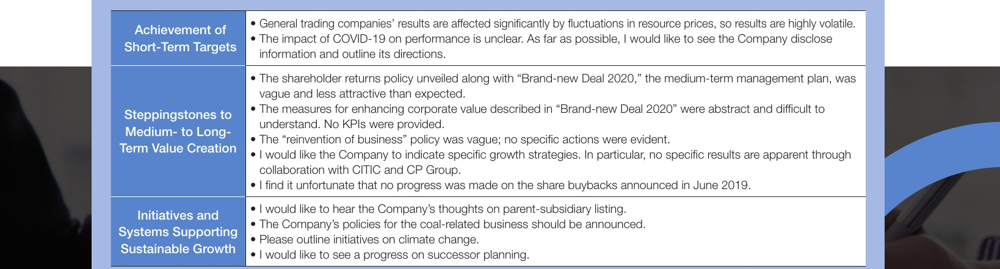 Achievement of
Short-Term Targets
• General trading companies’ results are affected significantly by fluctuations in resource prices, so results are highly volatile.
• The impact of COVID-19 on performance is unclear. As far as possible, I would like to see the Company disclose
information and outline its directions.
Steppingstones to
Medium- to Long-
Term Value Creation
• The shareholder returns policy unveiled along with “Brand-new Deal 2020,” the medium-term management plan, was
vague and less attractive than expected.
• The measures for enhancing corporate value described in “Brand-new Deal 2020” were abstract and difficult to
understand. No KPIs were provided.
• The “reinvention of business” policy was vague; no specific actions were evident.
• I would like the Company to indicate specific growth strategies. In particular, no specific results are apparent through
collaboration with CITIC and CP Group.
• I find it unfortunate that no progress was made on the share buybacks announced in June 2019.
Initiatives and
Systems Supporting
Sustainable Growth
• I would like to hear the Company’s thoughts on parent-subsidiary listing.
• The Company’s policies for the coal-related business should be announced.
• Please outline initiatives on climate change.
• I would like to see a progress on successor planning.